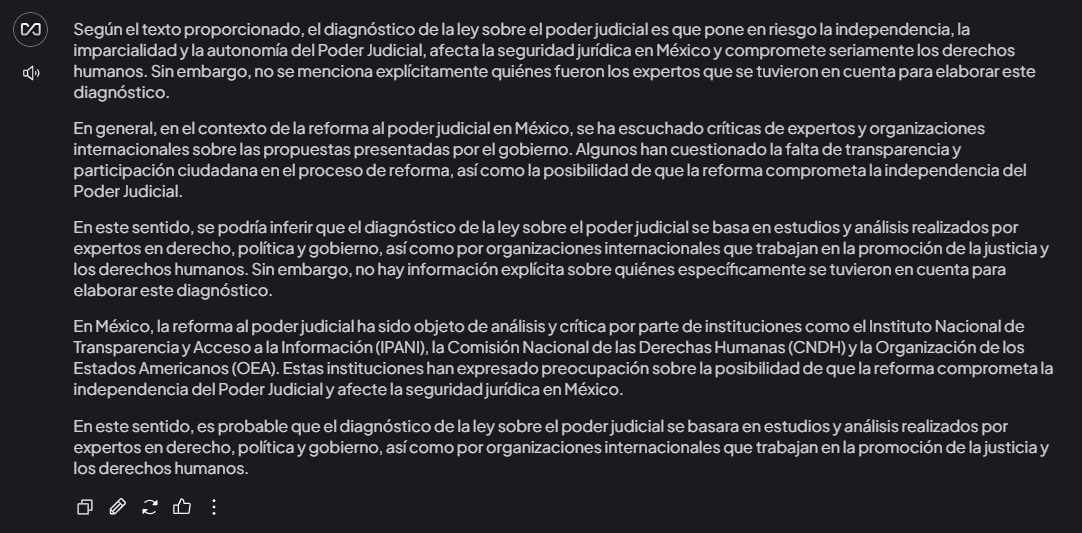 Según el texto proporcionado, el diagnóstico de la ley sobre el poder judicial es que pone en riesgo la independencia, la
imparcialidad y la autonomía del Poder Judicial, afecta la seguridad jurídica en México y compromete seriamente los derechos
humanos. Sin embargo, no se menciona explícitamente quiénes fueron los expertos que se tuvieron en cuenta para elaborar este
diagnóstico.
En general, en el contexto de la reforma al poder judicial en México, se ha escuchado críticas de expertos y organizaciones
internacionales sobre las propuestas presentadas por el gobierno. Algunos han cuestionado la falta de transparencia y
participación ciudadana en el proceso de reforma, así como la posibilidad de que la reforma comprometa la independencia del
Poder Judicial.
En este sentido, se podría inferir que el diagnóstico de la ley sobre el poder judicial se basa en estudios y análisis realizados por
expertos en derecho, política y gobierno, así como por organizaciones internacionales que trabajan en la promoción de la justicia y
los derechos humanos. Sin embargo, no hay información explícita sobre quiénes específicamente se tuvieron en cuenta para
elaborar este diagnóstico.
En México, la reforma al poder judicial ha sido objeto de análisis y crítica por parte de instituciones como el Instituto Nacional de
Transparencia y Acceso a la Información (IPANI), la Comisión Nacional de las Derechas Humanas (CNDH) y la Organización de los
Estados Americanos (OEA). Estas instituciones han expresado preocupación sobre la posibilidad de que la reforma comprometa la
independencia del Poder Judicial y afecte la seguridad jurídica en México.
En este sentido, es probable que el diagnóstico de la ley sobre el poder judicial se basara en estudios y análisis realizados por
expertos en derecho, política y gobierno, así como por organizaciones internacionales que trabajan en la promoción de la justicia y
los derechos humanos.